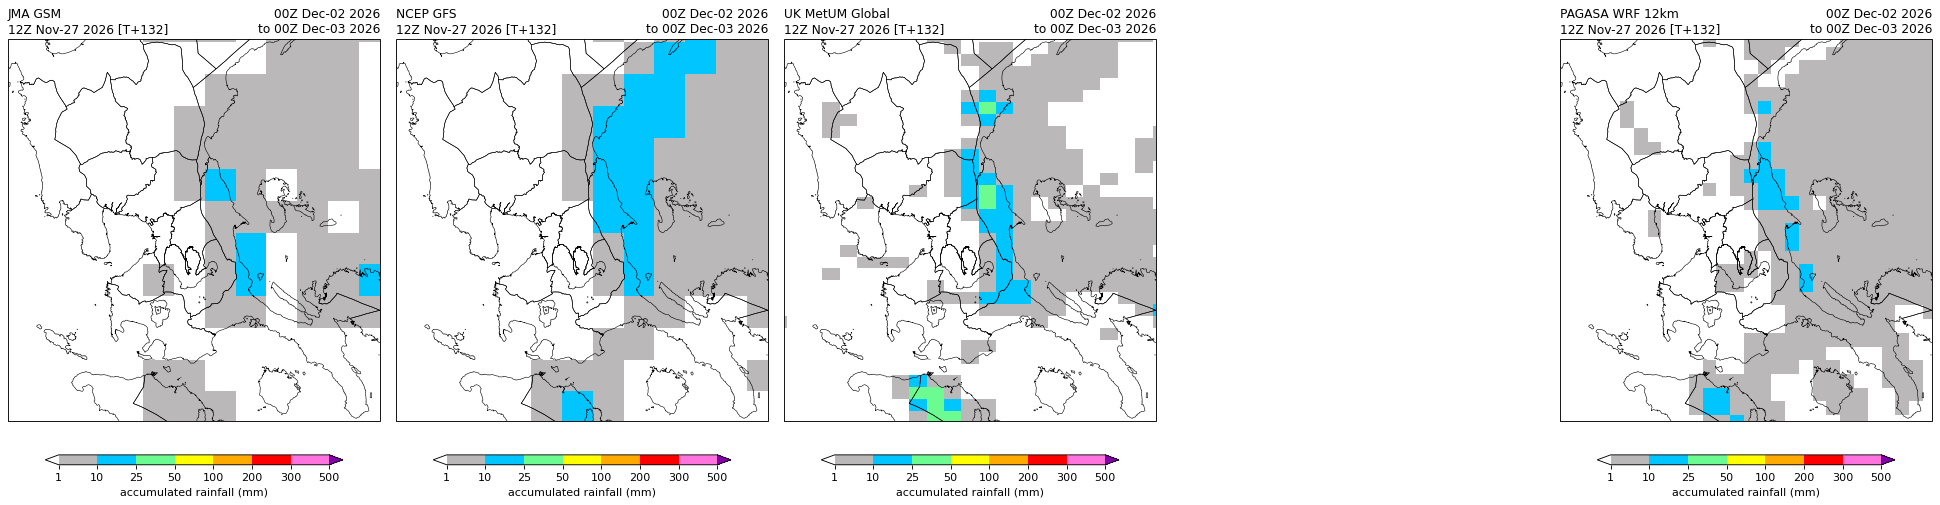 JMA GSM 00Z Dec-02 2026
12Z Nov-27 2026 [T+132] to 00Z Dec-03 2026
NCEP GFS 00Z Dec-02 2026
12Z Nov-27 2026 [T+132] to 00Z Dec-03 2026
UK MetUM Global 00Z Dec-02 2026
12Z Nov-27 2026 [T+132] to 00Z Dec-03 2026
PAGASA WRF 12km 00Z Dec-02 2026
12Z Nov-27 2026 [T+132] to 00Z Dec-03 2026
1 10 25 50 100 200 300 500
accumulated rainfall (mm)
1 10 25 50 100 200 300 500
accumulated rainfall (mm)
1 10 25 50 100 200 300 500
accumulated rainfall (mm)
1 10 25 50 100 200 300 500
accumulated rainfall (mm)